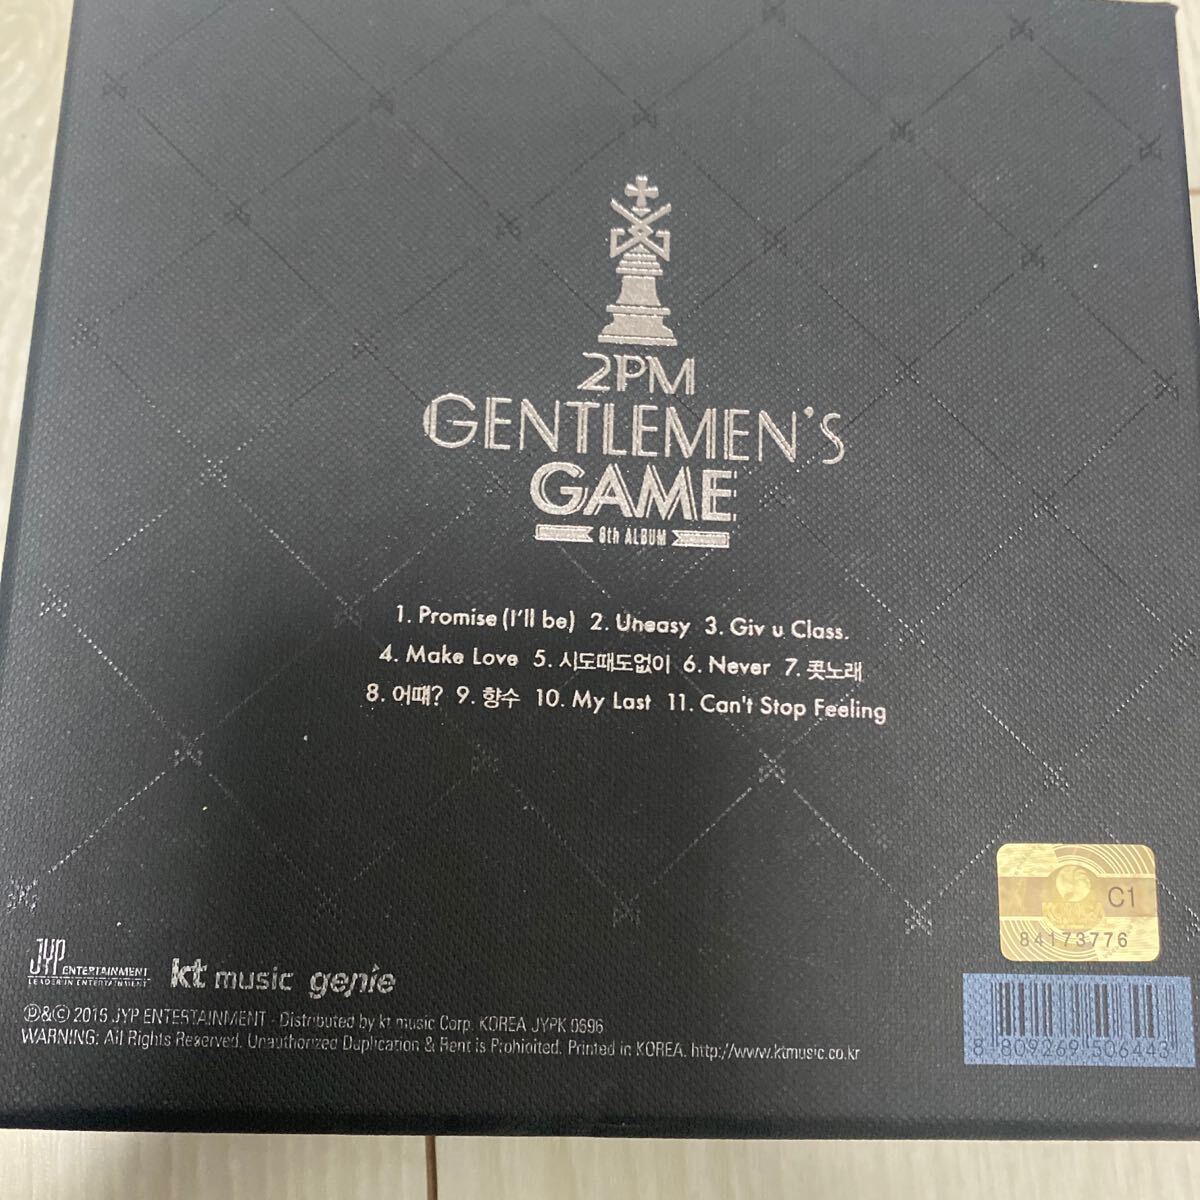 2PM
GENTLEMEN'S
GAME
6th ALBUM
1. Promise (I'll be) 2. Uneasy 3. Giv u Class.
4. Make Love 5. 시도때도없이 6. Never 7. 콧노래
8. 어때? 9. 향수 10. My Last 11. Can't Stop Feeling
C1
84173776
JYP ENTERTAINMENT
LEADER IN ENTERTAINMENT
kt music genie
℗&© 2016 JYP ENTERTAINMENT - Distributed by kt music Corp. KOREA JYPK 0696
WARNING: All Rights Reserved. Unauthorized Duplication & Rent is Prohibited. Printed in KOREA. http://www.ktmusic.co.kr
8 809269 506443